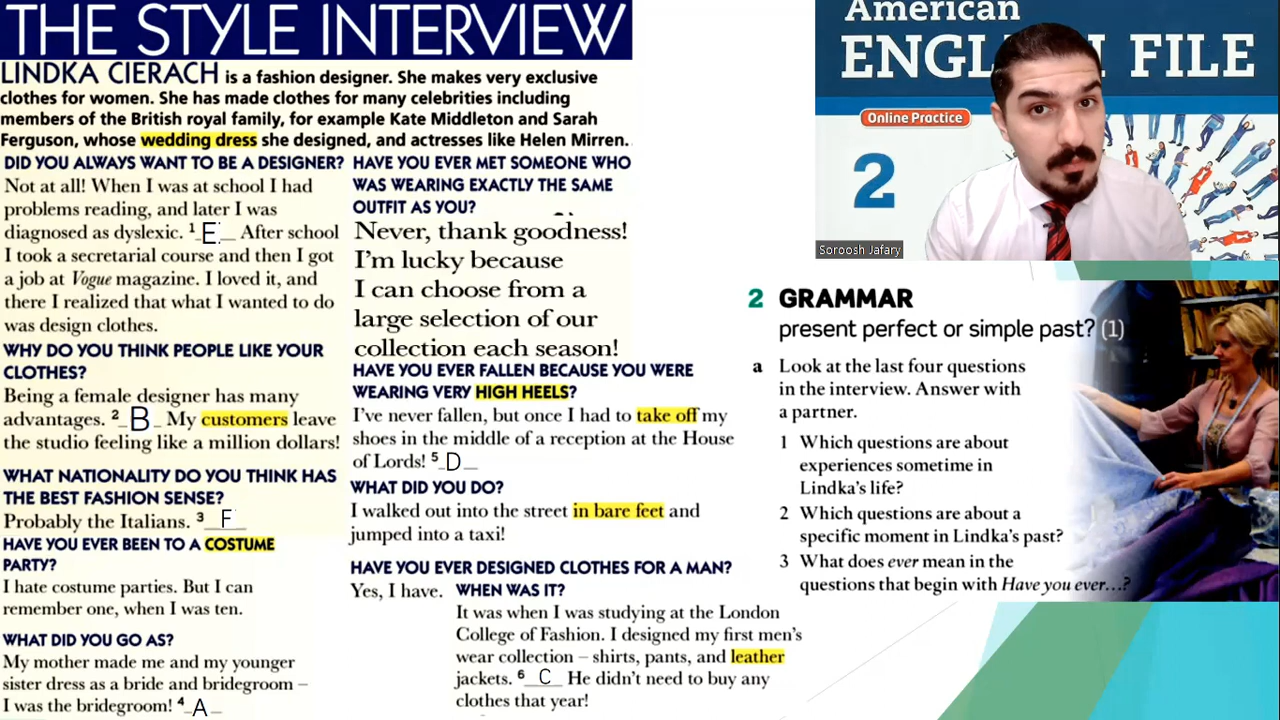 THE STYLE INTERVIEW
LINDKA CIERACH is a fashion designer. She makes very exclusive
clothes for women. She has made clothes for many celebrities including
members of the British royal family, for example Kate Middleton and Sarah
Ferguson, whose wedding dress she designed, and actresses like Helen Mirren.
DID YOU ALWAYS WANT TO BE A DESIGNER?
Not at all! When I was at school I had
problems reading, and later I was
diagnosed as dyslexic. 1 E After school
I took a secretarial course and then I got
a job at Vogue magazine. I loved it, and
there I realized that what I wanted to do
was design clothes.
WHY DO YOU THINK PEOPLE LIKE YOUR
CLOTHES?
Being a female designer has many
advantages. 2 B My customers leave
the studio feeling like a million dollars!
WHAT NATIONALITY DO YOU THINK HAS
THE BEST FASHION SENSE?
Probably the Italians. 3 F
HAVE YOU EVER BEEN TO A COSTUME
PARTY?
I hate costume parties. But I can
remember one, when I was ten.
WHAT DID YOU GO AS?
My mother made me and my younger
sister dress as a bride and bridegroom –
I was the bridegroom! 4 A
HAVE YOU EVER MET SOMEONE WHO
WAS WEARING EXACTLY THE SAME
OUTFIT AS YOU?
Never, thank goodness!
I'm lucky because
I can choose from a
large selection of our
collection each season!
HAVE YOU EVER FALLEN BECAUSE YOU WERE
WEARING VERY HIGH HEELS?
I've never fallen, but once I had to take off my
shoes in the middle of a reception at the House
of Lords! 5 D
WHAT DID YOU DO?
I walked out into the street in bare feet and
jumped into a taxi!
HAVE YOU EVER DESIGNED CLOTHES FOR A MAN?
Yes, I have.
WHEN WAS IT?
It was when I was studying at the London
College of Fashion. I designed my first men's
wear collection – shirts, pants, and leather
jackets. 6 C He didn't need to buy any
clothes that year!
American
ENGLISH FILE
Online Practice
2
Soroosh Jafary
2 GRAMMAR
present perfect or simple past? (1)
a Look at the last four questions
in the interview. Answer with
a partner.
1 Which questions are about
experiences sometime in
Lindka's life?
2 Which questions are about a
specific moment in Lindka's past?
3 What does ever mean in the
questions that begin with Have you ever…?